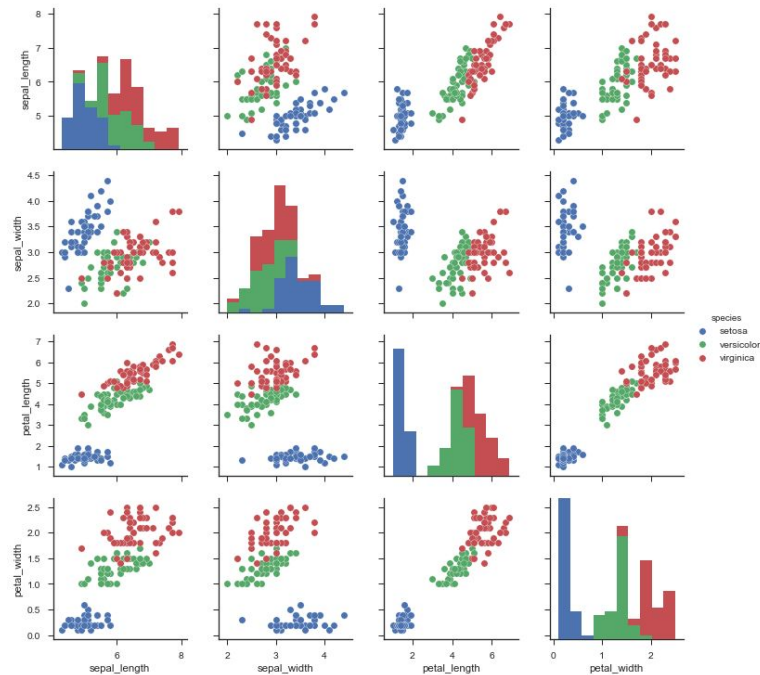 sepal_length
8
7
6
5
sepal_width
4.5
4.0
3.5
3.0
2.5
2.0
species
setosa
versicolor
virginica
petal_length
7
6
5
4
3
2
1
petal_width
2.5
2.0
1.5
1.0
0.5
0.0
6 8
2 3 4
2 4 6
0 1 2
sepal_length sepal_width petal_length petal_width